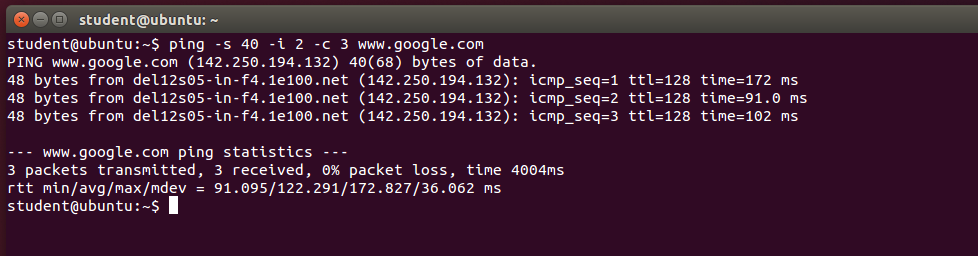 student@ubuntu: ~
student@ubuntu:~$ ping -s 40 -i 2 -c 3 www.google.com
PING www.google.com (142.250.194.132) 40(68) bytes of data.
48 bytes from del12s05-in-f4.1e100.net (142.250.194.132): icmp_seq=1 ttl=128 time=172 ms
48 bytes from del12s05-in-f4.1e100.net (142.250.194.132): icmp_seq=2 ttl=128 time=91.0 ms
48 bytes from del12s05-in-f4.1e100.net (142.250.194.132): icmp_seq=3 ttl=128 time=102 ms
--- www.google.com ping statistics ---
3 packets transmitted, 3 received, 0% packet loss, time 4004ms
rtt min/avg/max/mdev = 91.095/122.291/172.827/36.062 ms
student@ubuntu:~$